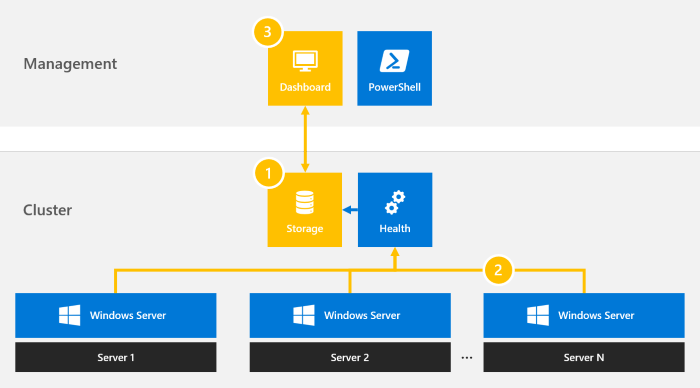 3
Management
Dashboard
PowerShell
1
Cluster
Storage
Health
2
Windows Server
Windows Server
Windows Server
Server 1
Server 2
...
Server N